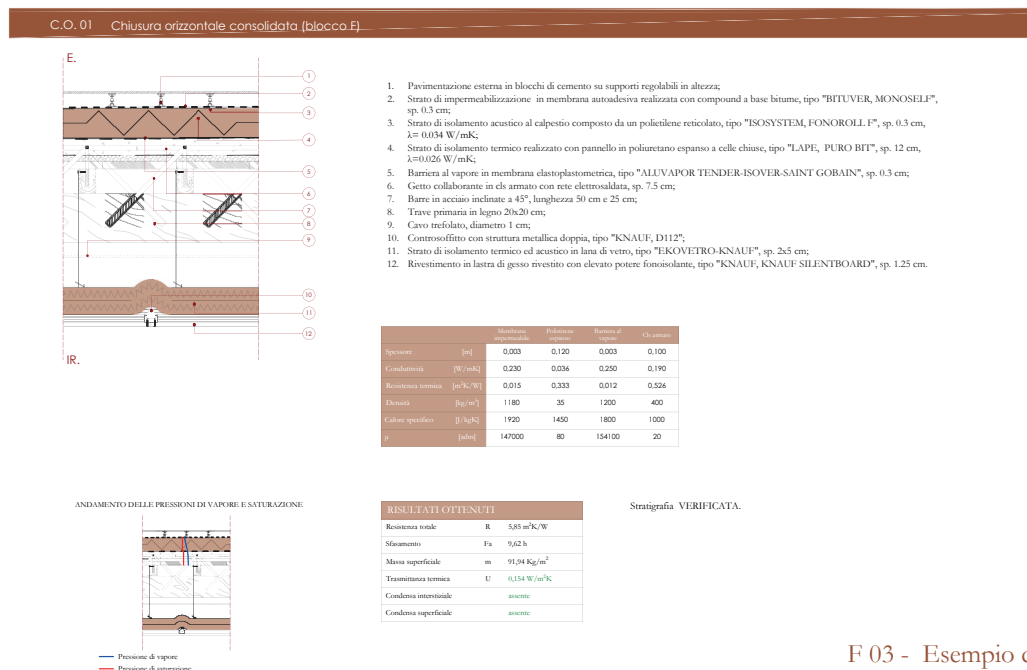 C.O. 01 Chiusura orizzontale consolidata (blocco F)
E.
1
2
3
4
5
6
7
8
9
10
11
12
IR.
1. Pavimentazione esterna in blocchi di cemento su supporti regolabili in altezza;
2. Strato di impermeabilizzazione in membrana autoadesiva realizzata con compound a base bitume, tipo "BITUVER, MONOSELF",
sp. 0.3 cm;
3. Strato di isolamento acustico al calpestio composto da un polietilene reticolato, tipo "ISOSYSTEM, FONOROLL F", sp. 0.3 cm,
λ= 0.034 W/mK;
4. Strato di isolamento termico realizzato con pannello in poliuretano espanso a celle chiuse, tipo "LAPE, PURO BIT", sp. 12 cm,
λ=0.026 W/mK;
5. Barriera al vapore in membrana elastoplastometrica, tipo "ALUVAPOR TENDER-ISOVER-SAINT GOBAIN", sp. 0.3 cm;
6. Getto collaborante in cls armato con rete elettrosaldata, sp. 7.5 cm;
7. Barre in acciaio inclinate a 45°, lunghezza 50 cm e 25 cm;
8. Trave primaria in legno 20x20 cm;
9. Cavo trefolato, diametro 1 cm;
10. Controsoffitto con struttura metallica doppia, tipo "KNAUF, D112";
11. Strato di isolamento termico ed acustico in lana di vetro, tipo "EKOVETRO-KNAUF", sp. 2x5 cm;
12. Rivestimento in lastra di gesso rivestito con elevato potere fonoisolante, tipo "KNAUF, KNAUF SILENTBOARD", sp. 1.25 cm.
Membrana impermeabile Polistirene espanso Barriera al vapore Cls armato
Spessore [m] 0,003 0,120 0,003 0,100
Conduttività [W/mK] 0,230 0,036 0,250 0,190
Resistenza termica [m²K/W] 0,015 0,333 0,012 0,526
Densità [kg/m³] 1180 35 1200 400
Calore specifico [J/kgK] 1920 1450 1800 1000
μ [adm] 147000 80 154100 20
ANDAMENTO DELLE PRESSIONI DI VAPORE E SATURAZIONE
Pressione di vapore
Pressione di saturazione
RISULTATI OTTENUTI
Resistenza totale R 5,85 m²K/W
Sfasamento Fa 9,62 h
Massa superficiale m 91,94 Kg/m²
Trasmittanza termica U 0,154 W/m²K
Condensa interstiziale assente
Condensa superficiale assente
Stratigrafia VERIFICATA.
F 03 - Esempio